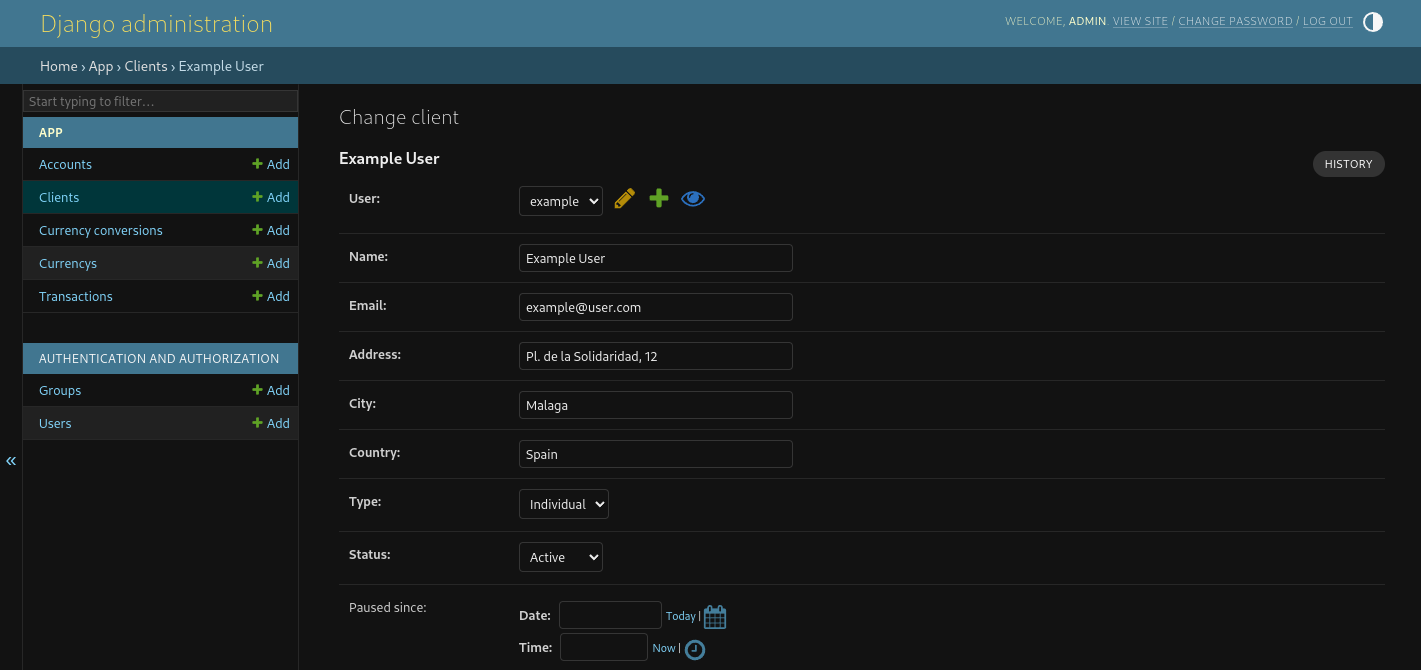 Django administration
WELCOME, ADMIN. VIEW SITE / CHANGE PASSWORD / LOG OUT
Home › App › Clients › Example User
Start typing to filter…
APP
Accounts + Add
Clients + Add
Currency conversions + Add
Currencys + Add
Transactions + Add
AUTHENTICATION AND AUTHORIZATION
Groups + Add
Users + Add
«
Change client
Example User
HISTORY
User: example
Name: Example User
Email: example@user.com
Address: Pl. de la Solidaridad, 12
City: Malaga
Country: Spain
Type: Individual
Status: Active
Paused since: Date: Today |
Time: Now |